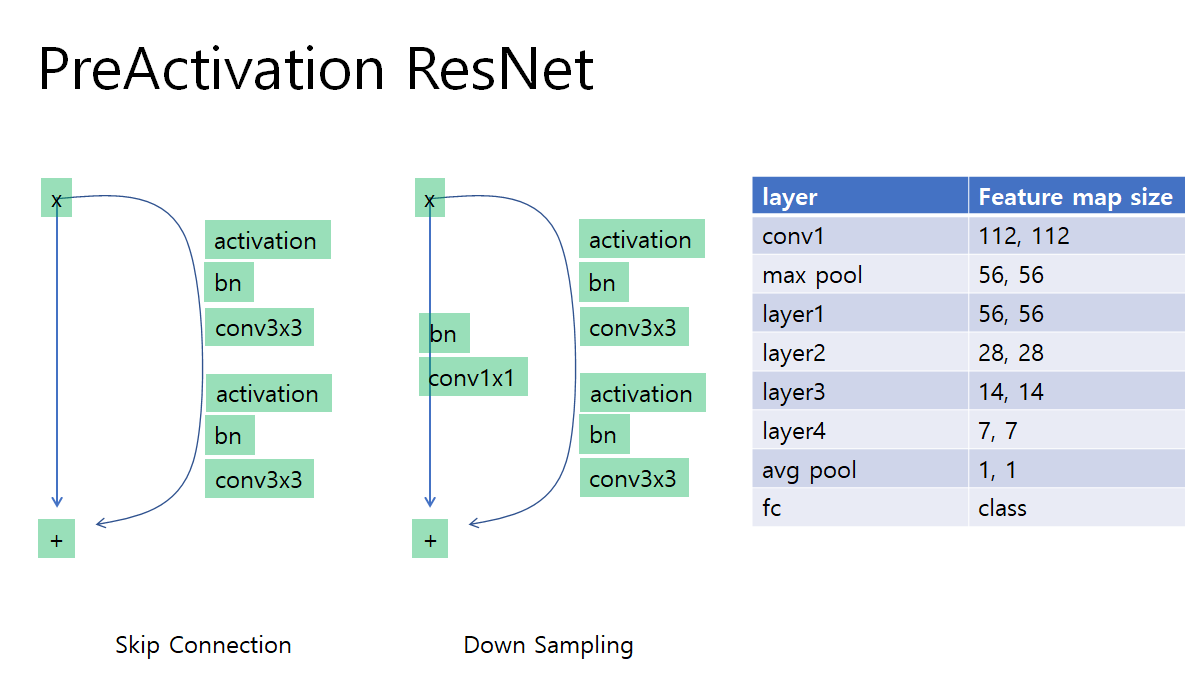 PreActivation ResNet
x
activation
bn
conv3x3
activation
bn
conv3x3
+
Skip Connection
x
activation
bn
conv3x3
bn
conv1x1
activation
bn
conv3x3
+
Down Sampling
layer Feature map size
conv1 112, 112
max pool 56, 56
layer1 56, 56
layer2 28, 28
layer3 14, 14
layer4 7, 7
avg pool 1, 1
fc class